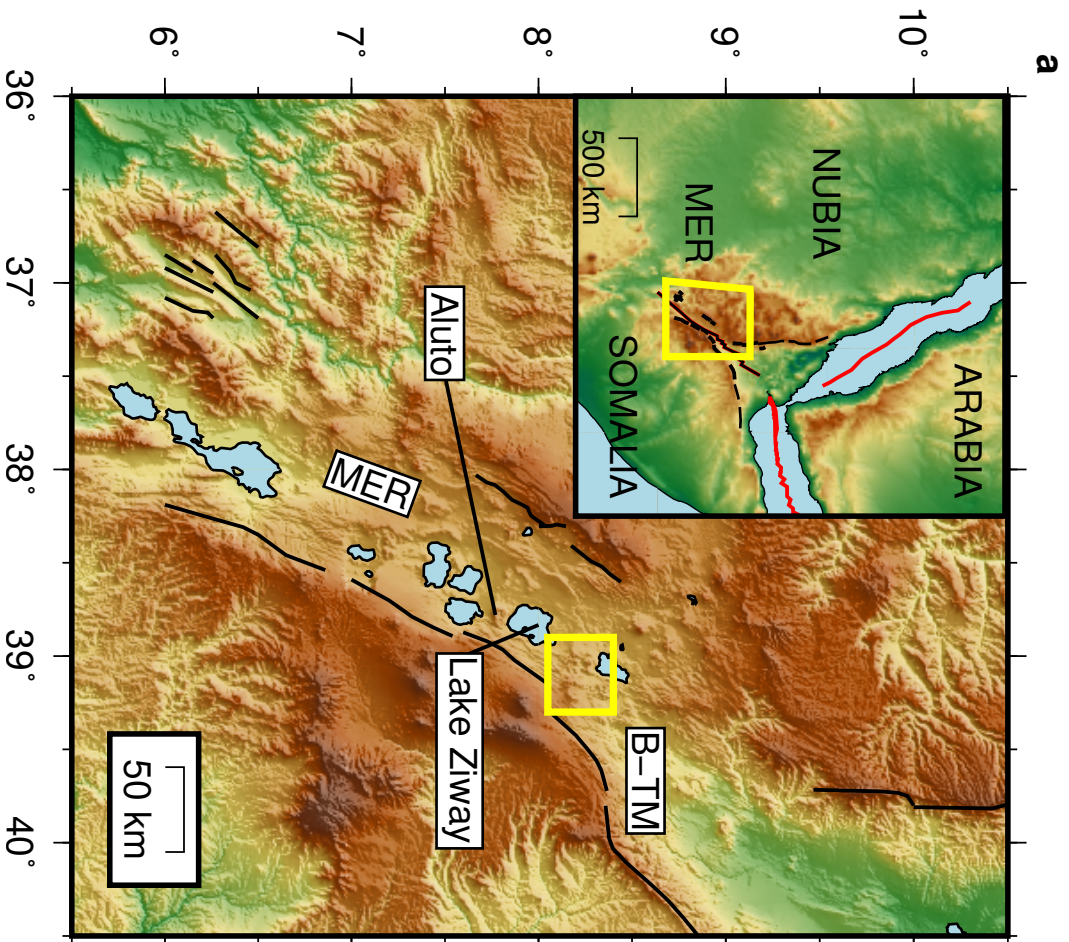 a
10°
9°
8°
7°
6°
36°
37°
38°
39°
40°
ARABIA
NUBIA
MER
SOMALIA
500 km
Aluto
MER
B–TM
Lake Ziway
50 km